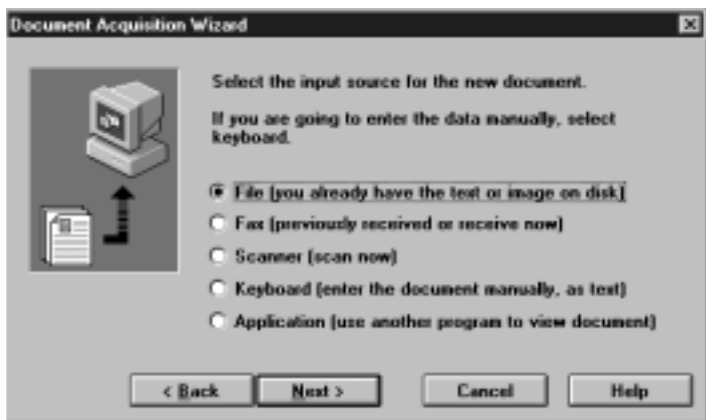 Document Acquisition Wizard
Select the input source for the new document.
If you are going to enter the data manually, select
keyboard.
File (you already have the text or image on disk)
Fax (previously received or receive now)
Scanner (scan now)
Keyboard (enter the document manually, as text)
Application (use another program to view document)
< Back Next > Cancel Help